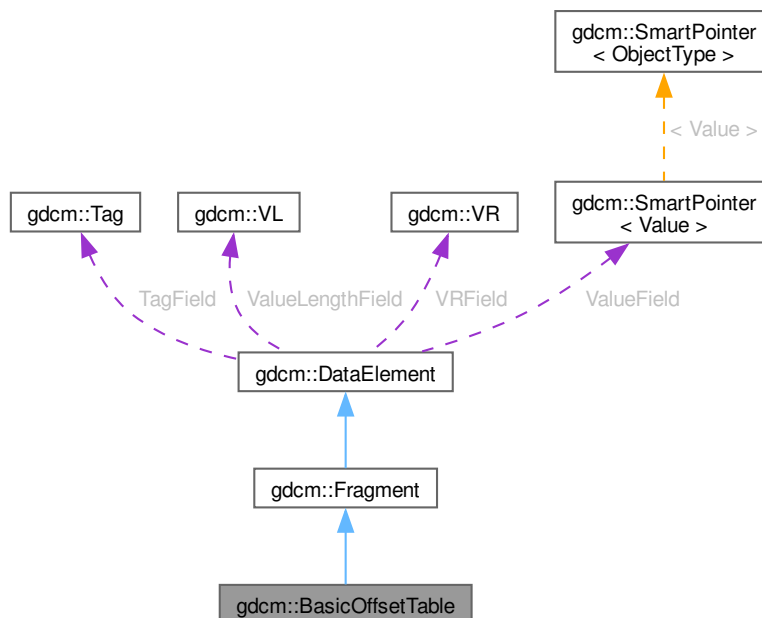 gdcm::SmartPointer
< ObjectType >
< Value >
gdcm::Tag
gdcm::VL
gdcm::VR
gdcm::SmartPointer
< Value >
TagField
ValueLengthField
VRField
ValueField
gdcm::DataElement
gdcm::Fragment
gdcm::BasicOffsetTable